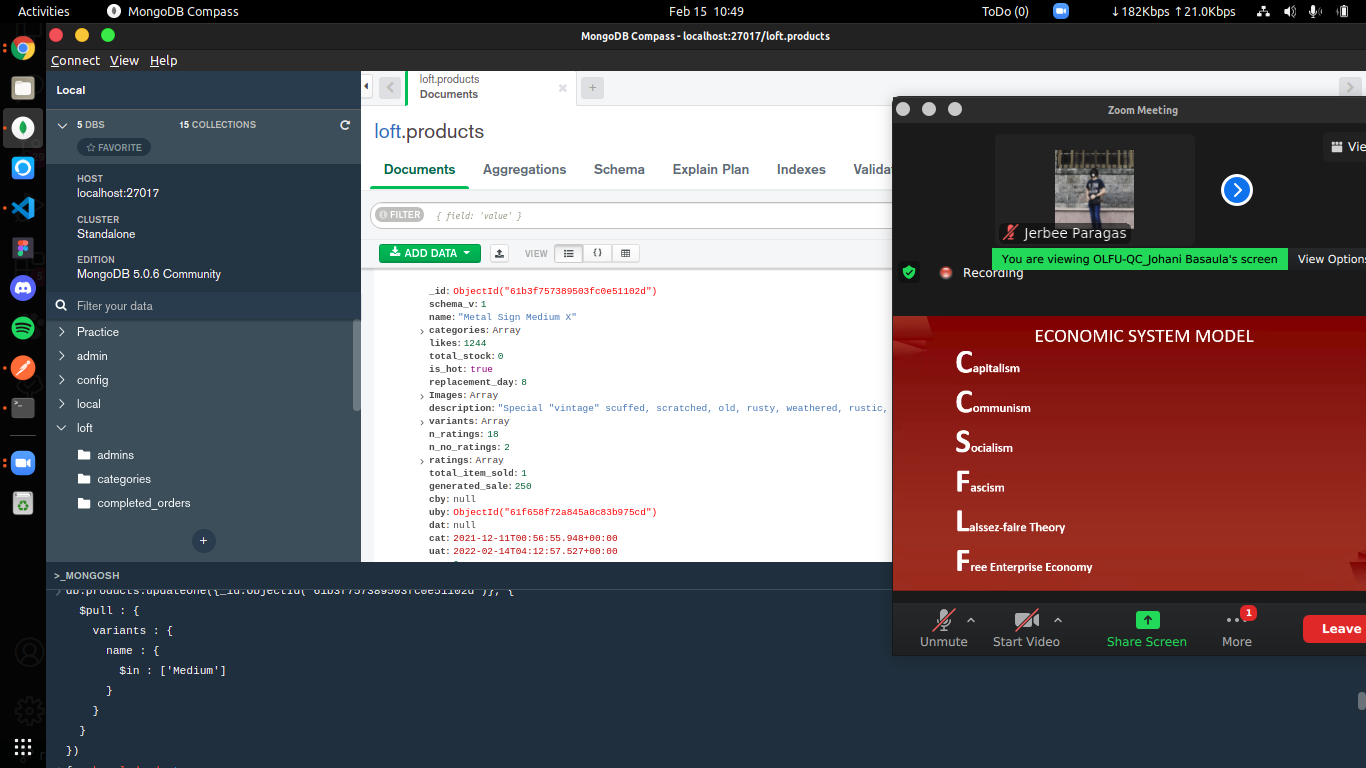 Activities
MongoDB Compass
Feb 15 10:49
ToDo (0)
↓182Kbps ↑21.0Kbps
MongoDB Compass - localhost:27017/loft.products
Connect View Help
Local
5 DBS 15 COLLECTIONS
FAVORITE
HOST
localhost:27017
CLUSTER
Standalone
EDITION
MongoDB 5.0.6 Community
Filter your data
Practice
admin
config
local
loft
admins
categories
completed_orders
+
loft.products
Documents
+
loft.products
Documents Aggregations Schema Explain Plan Indexes Valida
FILTER { field: 'value' }
ADD DATA
VIEW
{}
_id: ObjectId("61b3f757389503fc0e51102d")
schema_v: 1
name: "Metal Sign Medium X"
categories: Array
likes: 1244
total_stock: 0
is_hot: true
replacement_day: 8
Images: Array
description: "Special "vintage" scuffed, scratched, old, rusty, weathered, rustic,
variants: Array
n_ratings: 18
n_no_ratings: 2
ratings: Array
total_item_sold: 1
generated_sale: 250
cby: null
uby: ObjectId("61f658f72a845a8c83b975cd")
dat: null
cat: 2021-12-11T00:56:55.948+00:00
uat: 2022-02-14T04:12:57.527+00:00
>_MONGOSH
db.products.updateOne({_id:ObjectId("61b3f757389503fc0e51102d")}, {
$pull : {
variants : {
name : {
$in : ['Medium']
}
}
}
})
Zoom Meeting
Vie
Jerbee Paragas
You are viewing OLFU-QC_Johani Basaula's screen
View Options
Recording
ECONOMIC SYSTEM MODEL
Capitalism
Communism
Socialism
Fascism
Laissez-faire Theory
Free Enterprise Economy
1
Unmute
Start Video
Share Screen
More
Leave